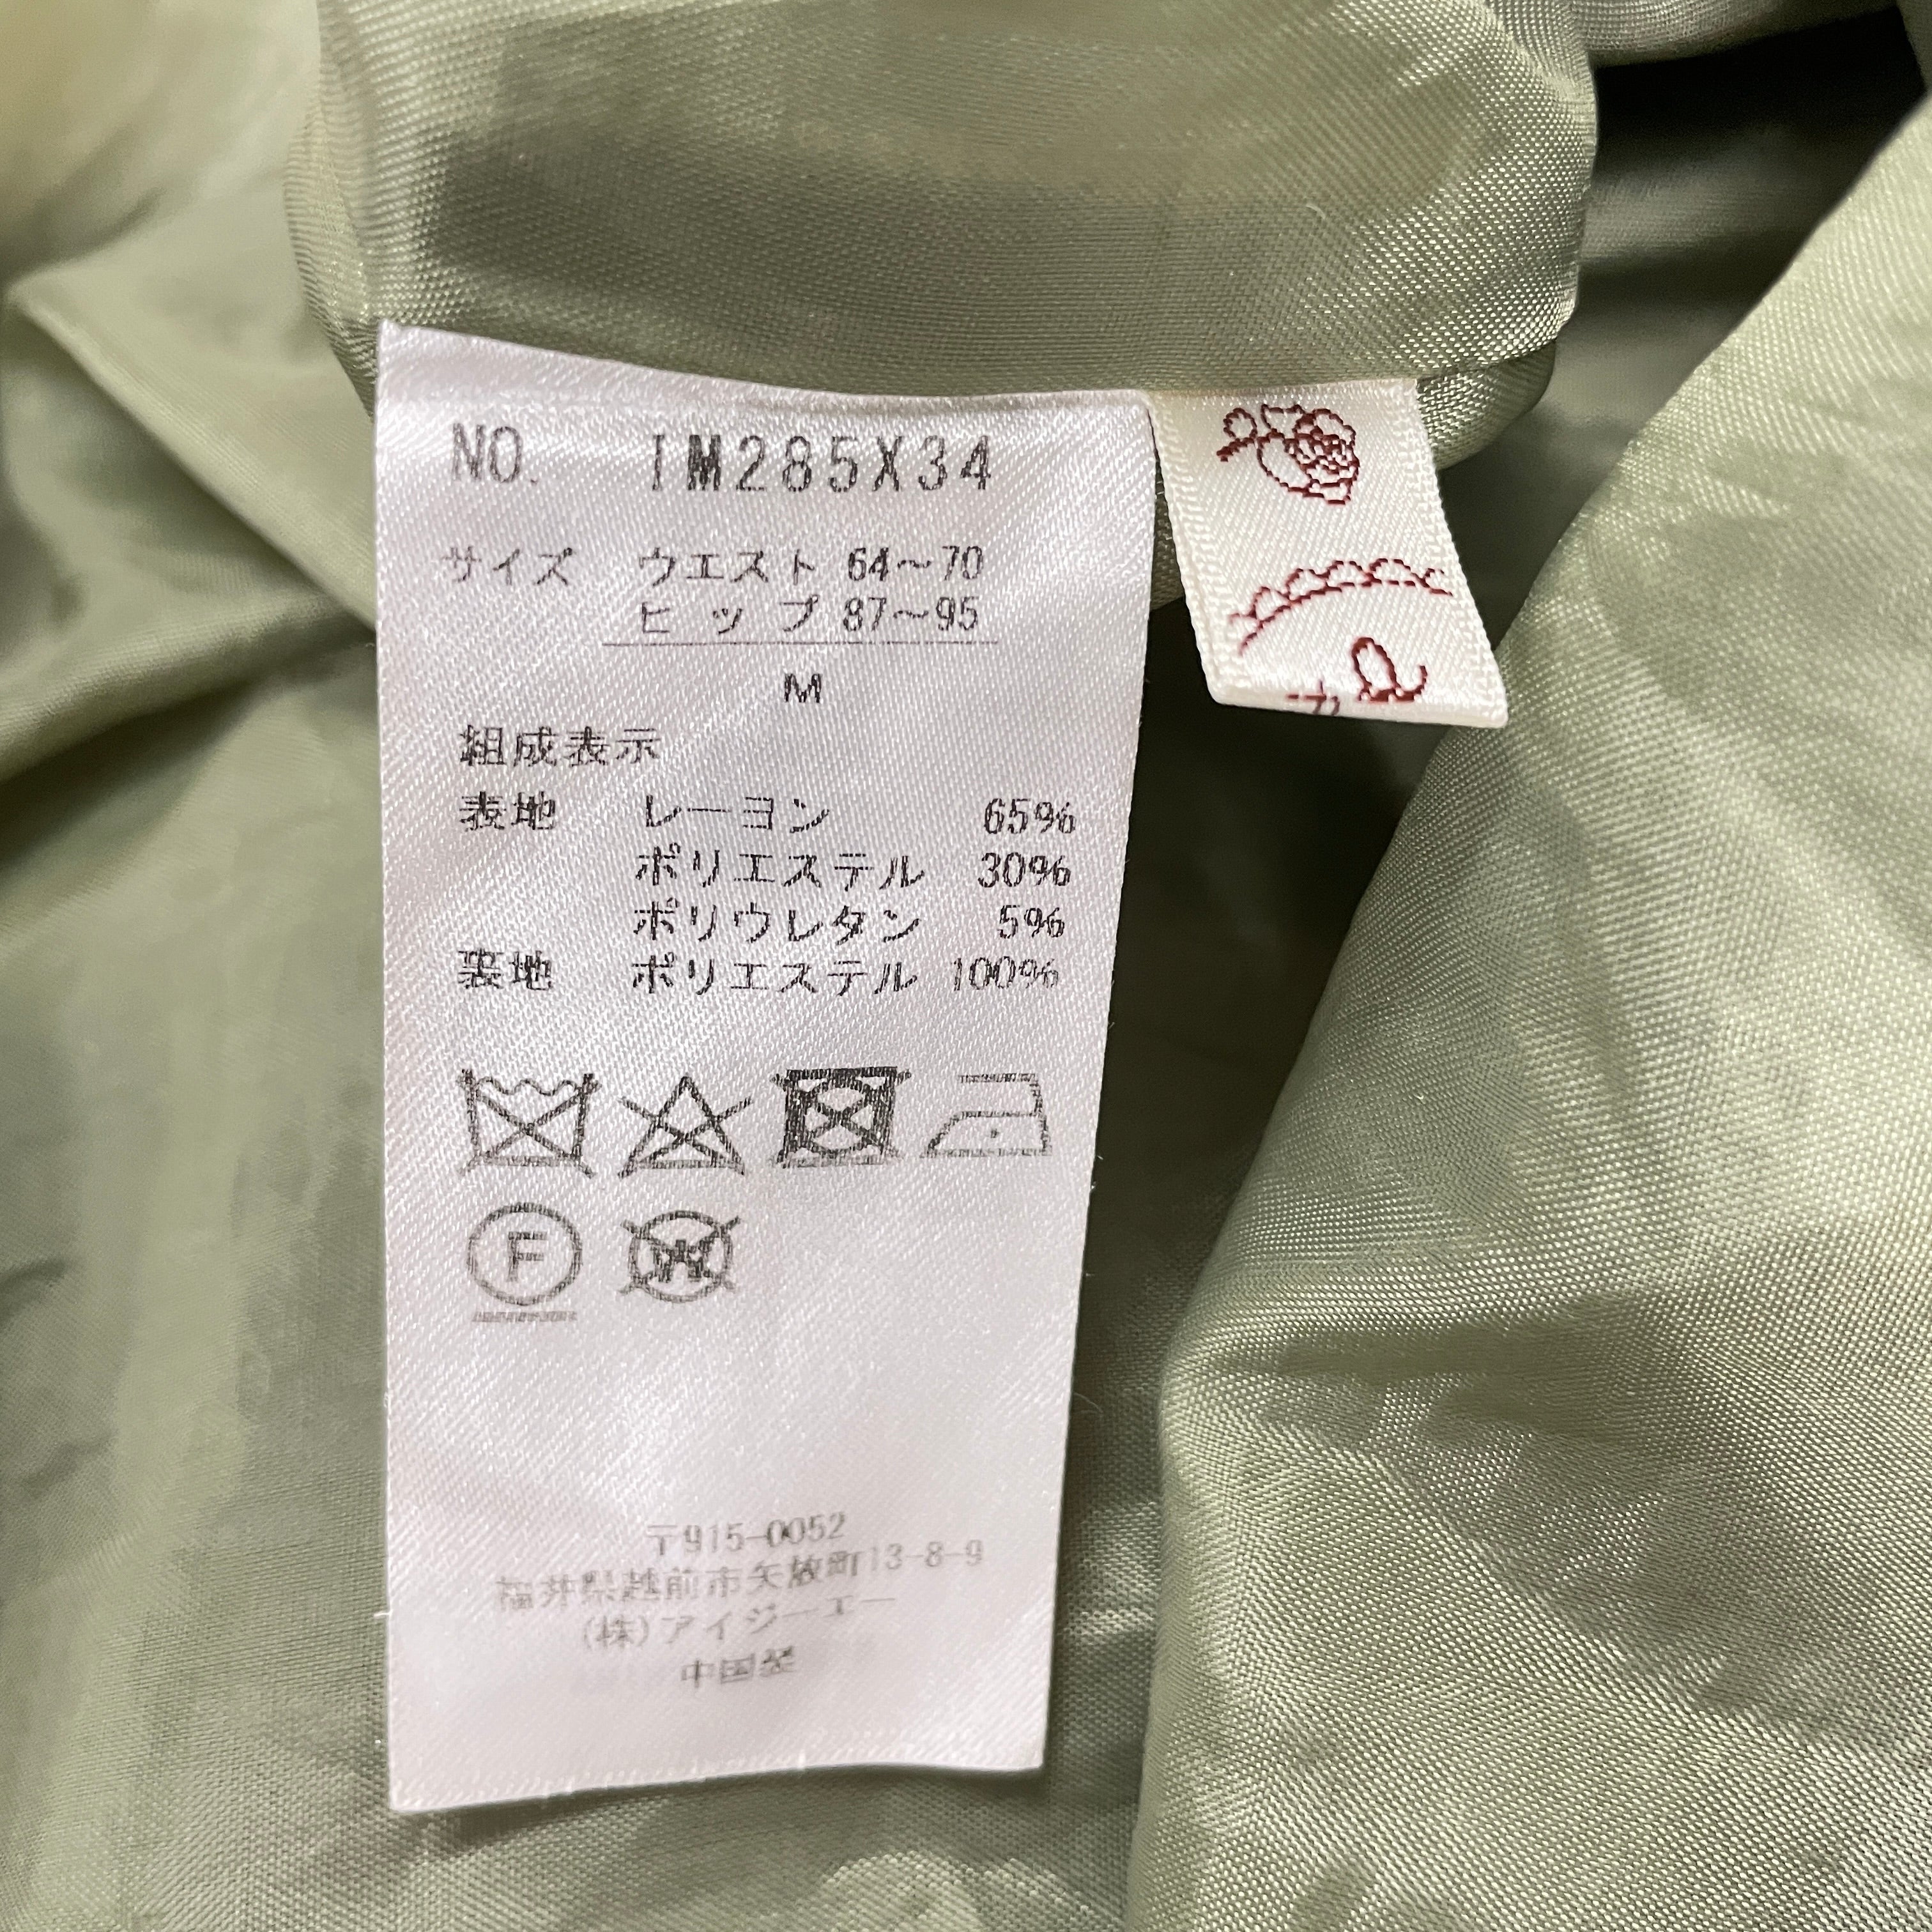 NO. IM285X34
サイズ ウエスト 64～70
ヒップ 87～95
M
組成表示
表地 レーヨン 65%
ポリエステル 30%
ポリウレタン 5%
裏地 ポリエステル 100%
F
W
〒915-0052
福井県越前市矢放町13-8-9
(株)アイジーエー
中国製